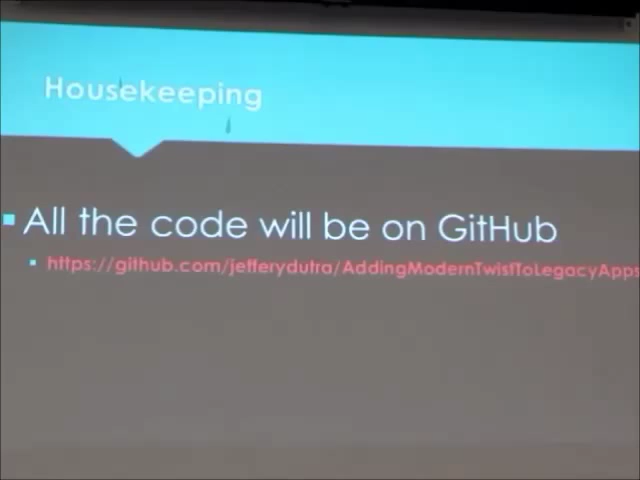 Housekeeping
All the code will be on GitHub
https://github.com/jefferydutra/AddingModernTwistToLegacyApps